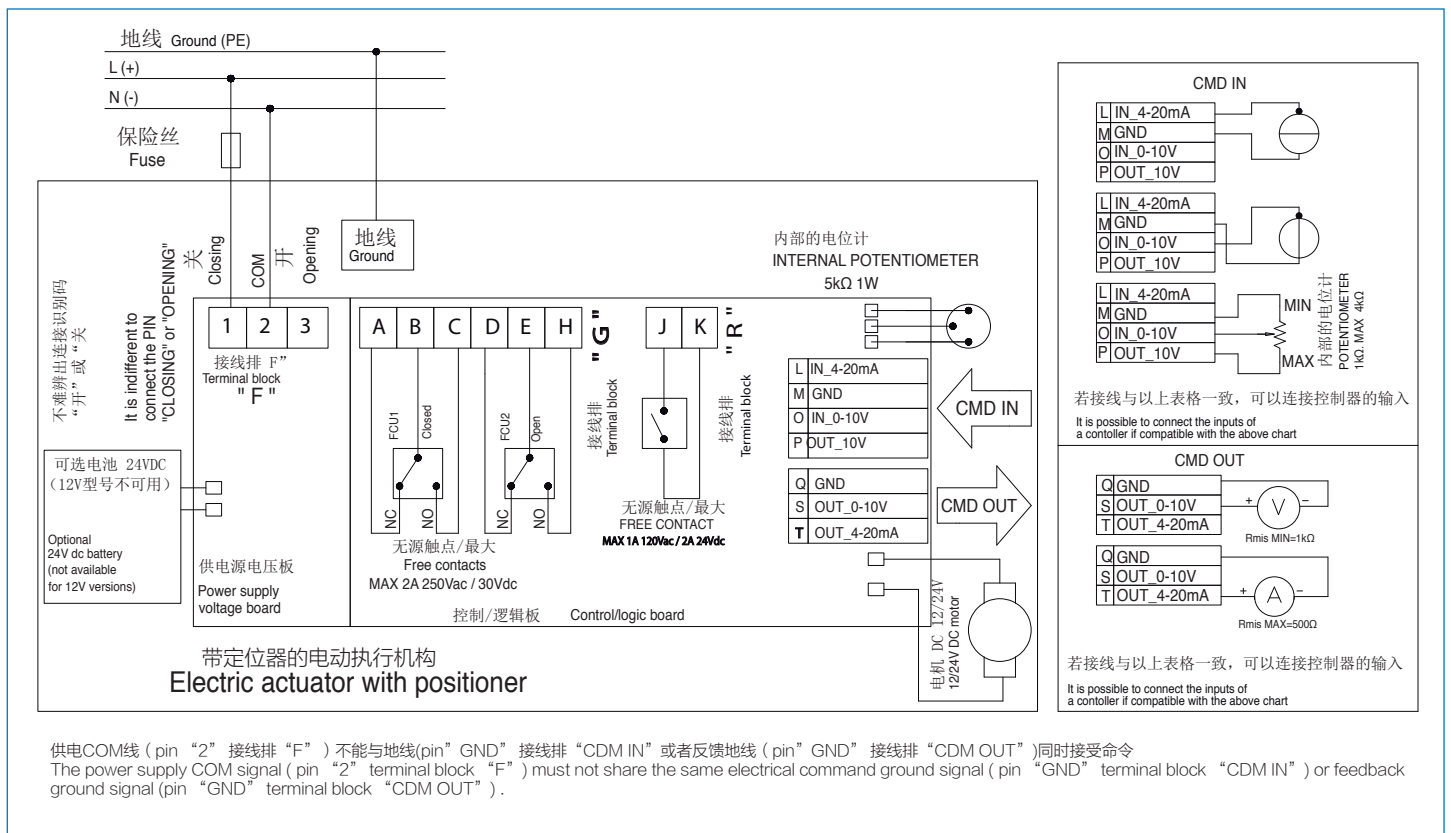 地线 Ground (PE)
L (+)
N (-)
保险丝
Fuse
不难辨出连接识别码
“开”或“关
It is indifferent to
connect the PIN
"CLOSING" or "OPENING"
关
Closing
COM
开
Opening
地线
Ground
1 2 3
接线排 F”
Terminal block
" F "
可选电池 24VDC
（12V型号不可用）
Optional
24V dc battery
(not available
for 12V versions)
供电源电压板
Power supply
voltage board
A B C D E H
"G"
接线排
Terminal block
FCU1
Closed
NC
NO
FCU2
Open
NC
NO
无源触点/最大
Free contacts
MAX 2A 250Vac / 30Vdc
J K
" R "
接线排
Terminal block
无源触点/最大
FREE CONTACT
MAX 1A 120Vac / 2A 24Vdc
控制/逻辑板 Control/logic board
内部的电位计
INTERNAL POTENTIOMETER
5kΩ 1W
L IN_4-20mA
M GND
O IN_0-10V
P OUT_10V
CMD IN
Q GND
S OUT_0-10V
T OUT_4-20mA
CMD OUT
电机 DC 12/24V
12/24V DC motor
带定位器的电动执行机构
Electric actuator with positioner
CMD IN
L IN_4-20mA
M GND
O IN_0-10V
P OUT_10V
L IN_4-20mA
M GND
O IN_0-10V
P OUT_10V
L IN_4-20mA
M GND
O IN_0-10V
P OUT_10V
MIN
MAX
内部的电位计
POTENTIOMETER
1kΩ MAX 4kΩ
若接线与以上表格一致，可以连接控制器的输入
It is possible to connect the inputs of
a contoller if compatible with the above chart
CMD OUT
Q GND
S OUT_0-10V
T OUT_4-20mA
+ V −
Rmis MIN=1kΩ
Q GND
S OUT_0-10V
T OUT_4-20mA
+ A −
Rmis MAX=500Ω
若接线与以上表格一致，可以连接控制器的输入
It is possible to connect the inputs of
a contoller if compatible with the above chart
供电COM线（pin “2” 接线排“F”）不能与地线(pin”GND” 接线排“CDM IN”或者反馈地线（pin”GND” 接线排“CDM OUT”)同时接受命令
The power supply COM signal ( pin “2” terminal block “F” ) must not share the same electrical command ground signal ( pin “GND” terminal block “CDM IN” ) or feedback
ground signal (pin “GND” terminal block “CDM OUT” ) .